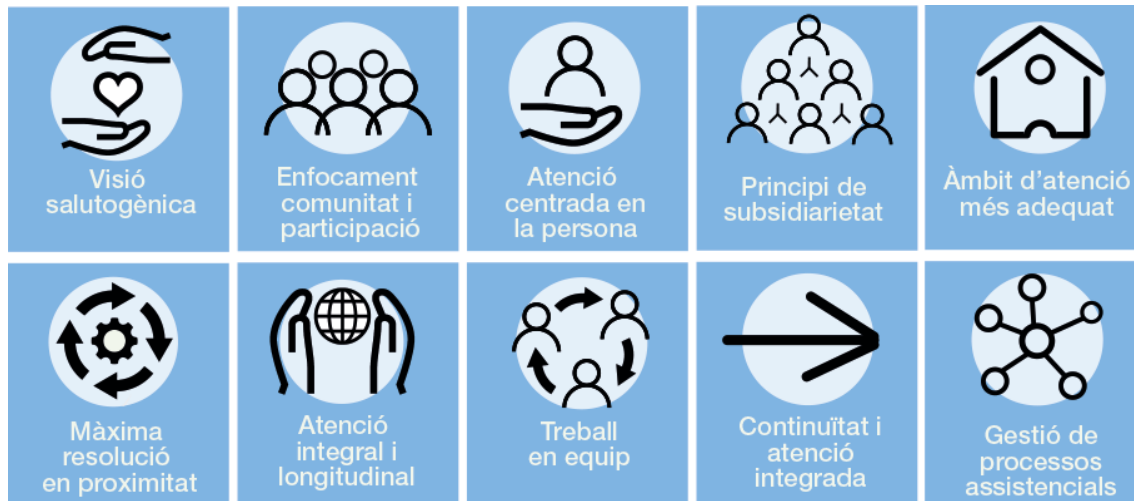 Visió
salutogènica
Enfocament
comunitat i
participació
Atenció
centrada en
la persona
Principi de
subsidiarietat
Àmbit d’atenció
més adequat
Màxima
resolució
en proximitat
Atenció
integral i
longitudinal
Treball
en equip
Continuïtat i
atenció
integrada
Gestió de
processos
assistencials